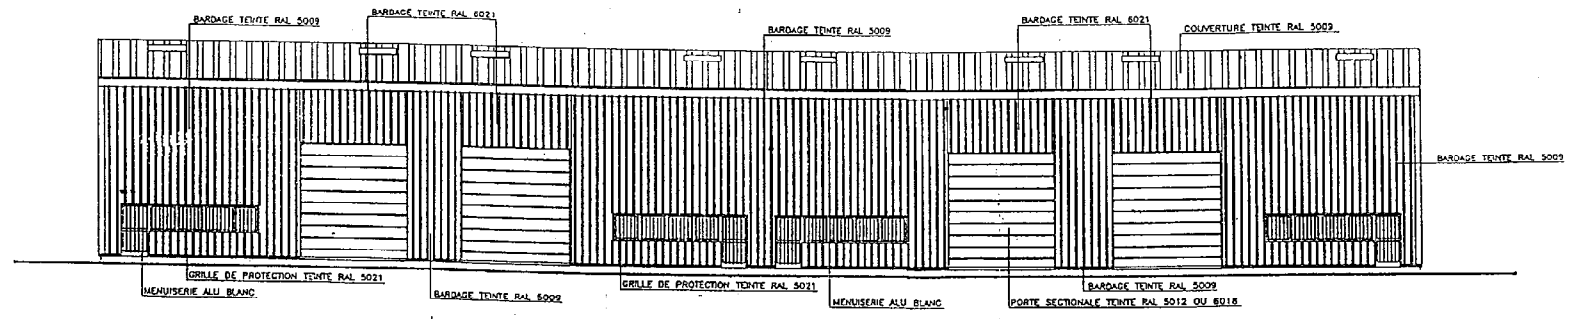 BARDAGE TEINTE RAL 5009
BARDAGE TEINTE RAL 6021
BARDAGE TEINTE RAL 5009
BARDAGE TEINTE RAL 6021
COUVERTURE TEINTE RAL 5009
BARDAGE TEINTE RAL 5009
GRILLE DE PROTECTION TEINTE RAL 5021
MENUISERIE ALU BLANC
BARDAGE TEINTE RAL 5009
GRILLE DE PROTECTION TEINTE RAL 5021
MENUISERIE ALU BLANC
BARDAGE TEINTE RAL 5009
PORTE SECTIONALE TEINTE RAL 5012 OU 6018